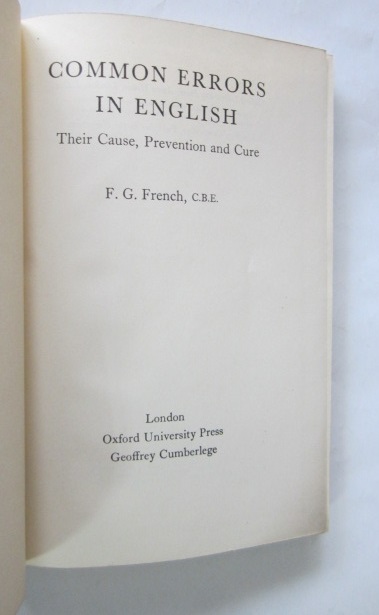 COMMON ERRORS
IN ENGLISH
Their Cause, Prevention and Cure
F. G. French, C.B.E.
London
Oxford University Press
Geoffrey Cumberlege